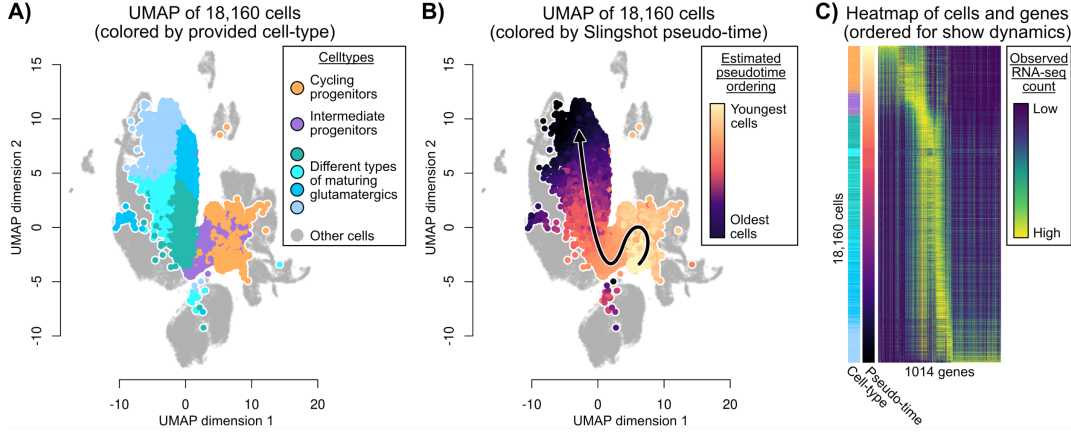 A)
UMAP of 18,160 cells
(colored by provided cell-type)
15
10
5
0
-5
-10
UMAP dimension 2
-10
0
10
20
UMAP dimension 1
Celltypes
Cycling
progenitors
Intermediate
progenitors
Different types
of maturing
glutamatergics
Other cells
B)
UMAP of 18,160 cells
(colored by Slingshot pseudo-time)
15
10
5
0
-5
-10
UMAP dimension 2
-10
0
10
20
UMAP dimension 1
Estimated
pseudotime
ordering
Youngest
cells
Oldest
cells
C)
Heatmap of cells and genes
(ordered for show dynamics)
18,160 cells
1014 genes
Cell-type
Pseudo-time
Observed
RNA-seq
count
Low
High